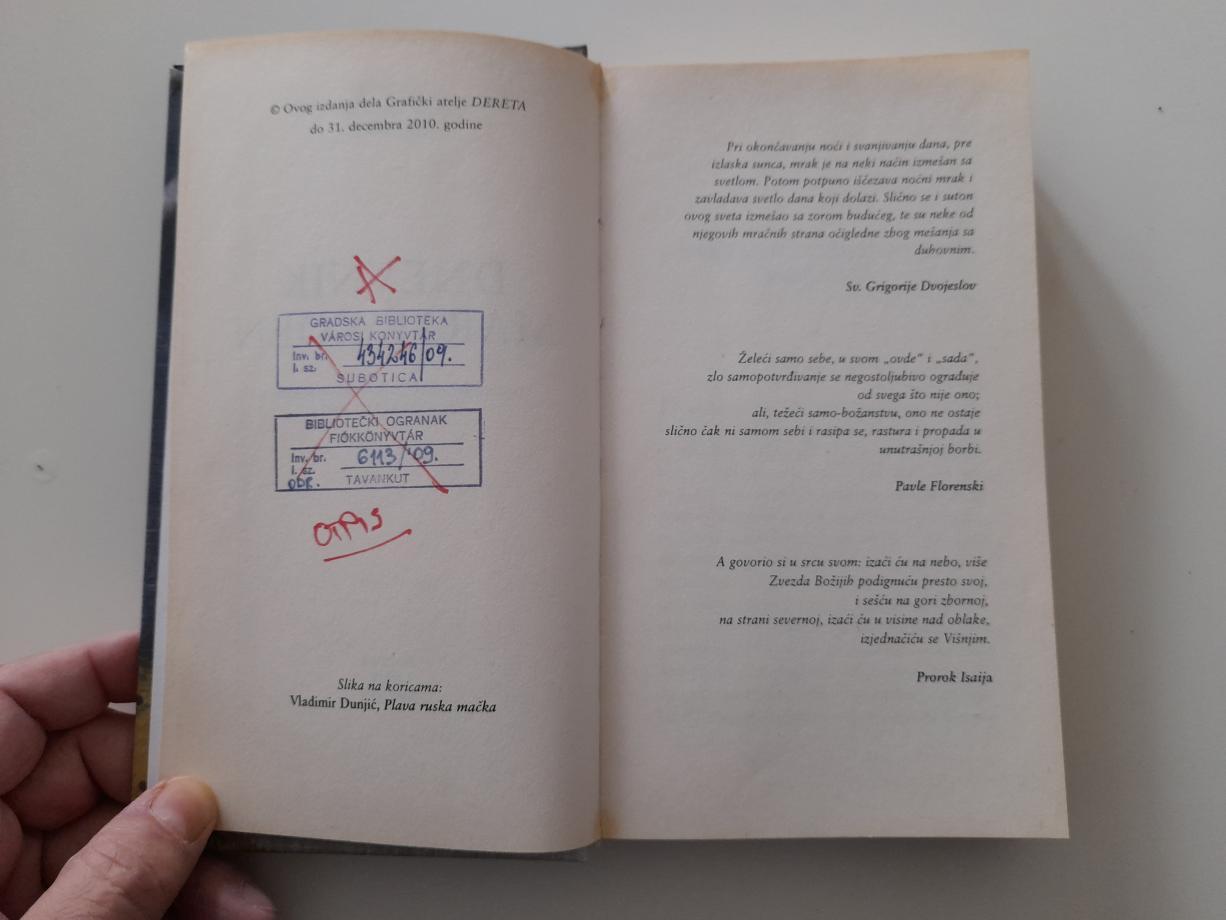 © Ovog izdanja dela Grafički atelje DERETA
do 31. decembra 2010. godine
GRADSKA BIBLIOTEKA
VÁROSI KÖNYVTÁR
Inv. br.
l. sz.
434246/09.
SUBOTICA
BIBLIOTEČKI OGRANAK
FIÓKKÖNYVTÁR
Inv. br.
l. sz.
6113/09.
ODR.
TAVANKUT
OTPIS
Slika na koricama:
Vladimir Dunjić, Plava ruska mačka
Pri okončavanju noći i svanjivanju dana, pre
izlaska sunca, mrak je na neki način izmešan sa
svetlom. Potom potpuno iščezava noćni mrak i
zavladava svetlo dana koji dolazi. Slično se i suton
ovog sveta izmešao sa zorom budućeg, te su neke od
njegovih mračnih strana očigledne zbog mešanja sa
duhovnim.
Sv. Grigorije Dvojeslov
Želeći samo sebe, u svom „ovde“ i „sada“,
zlo samopotvrđivanje se negostoljubivo ograđuje
od svega što nije ono;
ali, težeći samo-božanstvu, ono ne ostaje
slično čak ni samom sebi i rasipa se, rastura i propada u
unutrašnjoj borbi.
Pavle Florenski
A govorio si u srcu svom: izaći ću na nebo, više
Zvezda Božijih podignuću presto svoj,
i sešću na gori zbornoj,
na strani severnoj, izaći ću u visine nad oblake,
izjednačiću se Višnjim.
Prorok Isaija